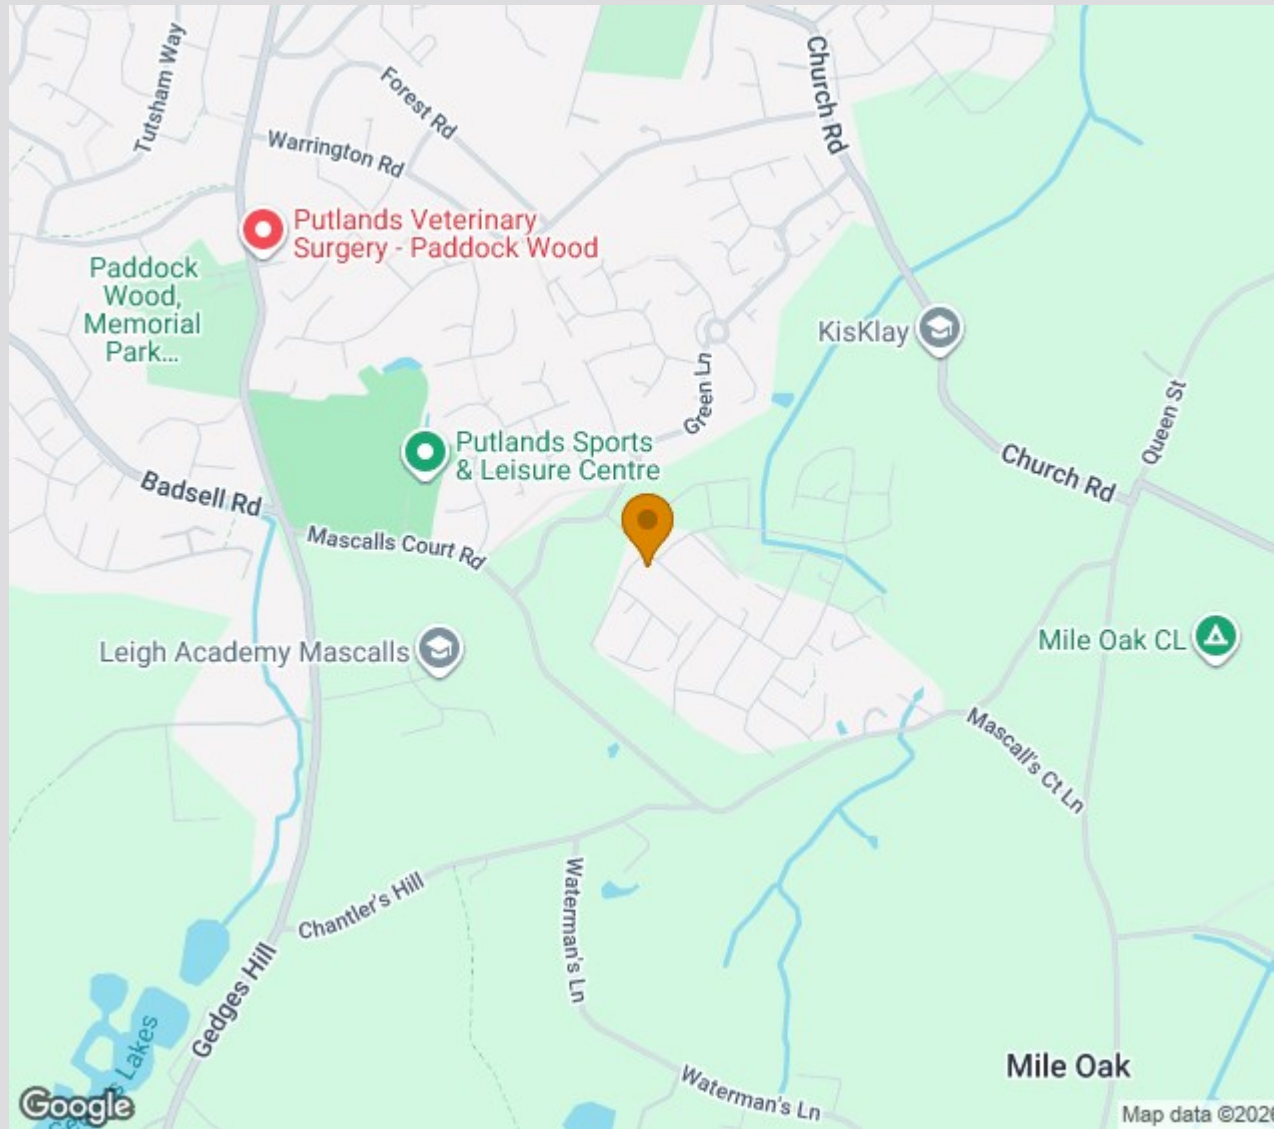 Tutsham Way
Forest Rd
Church Rd
Warrington Rd
Putlands Veterinary
Surgery - Paddock Wood
Paddock
Wood,
Memorial
Park...
KisKlay
Green Ln
Queen St
Putlands Sports
& Leisure Centre
Church Rd
Badsell Rd
Mascalls Court Rd
Leigh Academy Mascalls
Mile Oak CL
Mascall's Ct Ln
Chantler's Hill
Waterman's Ln
Gedges Hill
Lakes
Mile Oak
Waterman's Ln
Google
Map data ©2026